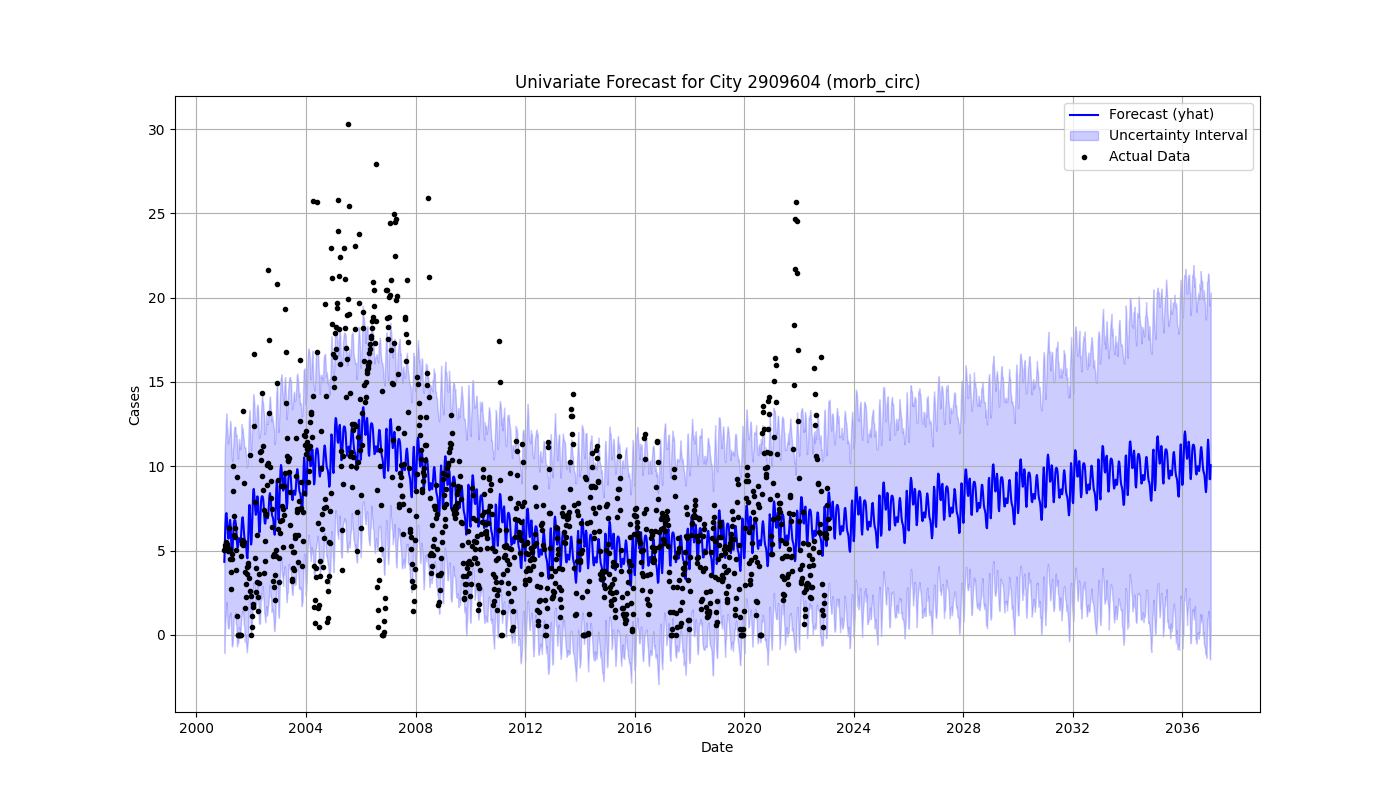 Univariate Forecast for City 2909604 (morb_circ)
Forecast (yhat)
Uncertainty Interval
Actual Data
Cases
30
25
20
15
10
5
0
2000 2004 2008 2012 2016 2020 2024 2028 2032 2036
Date